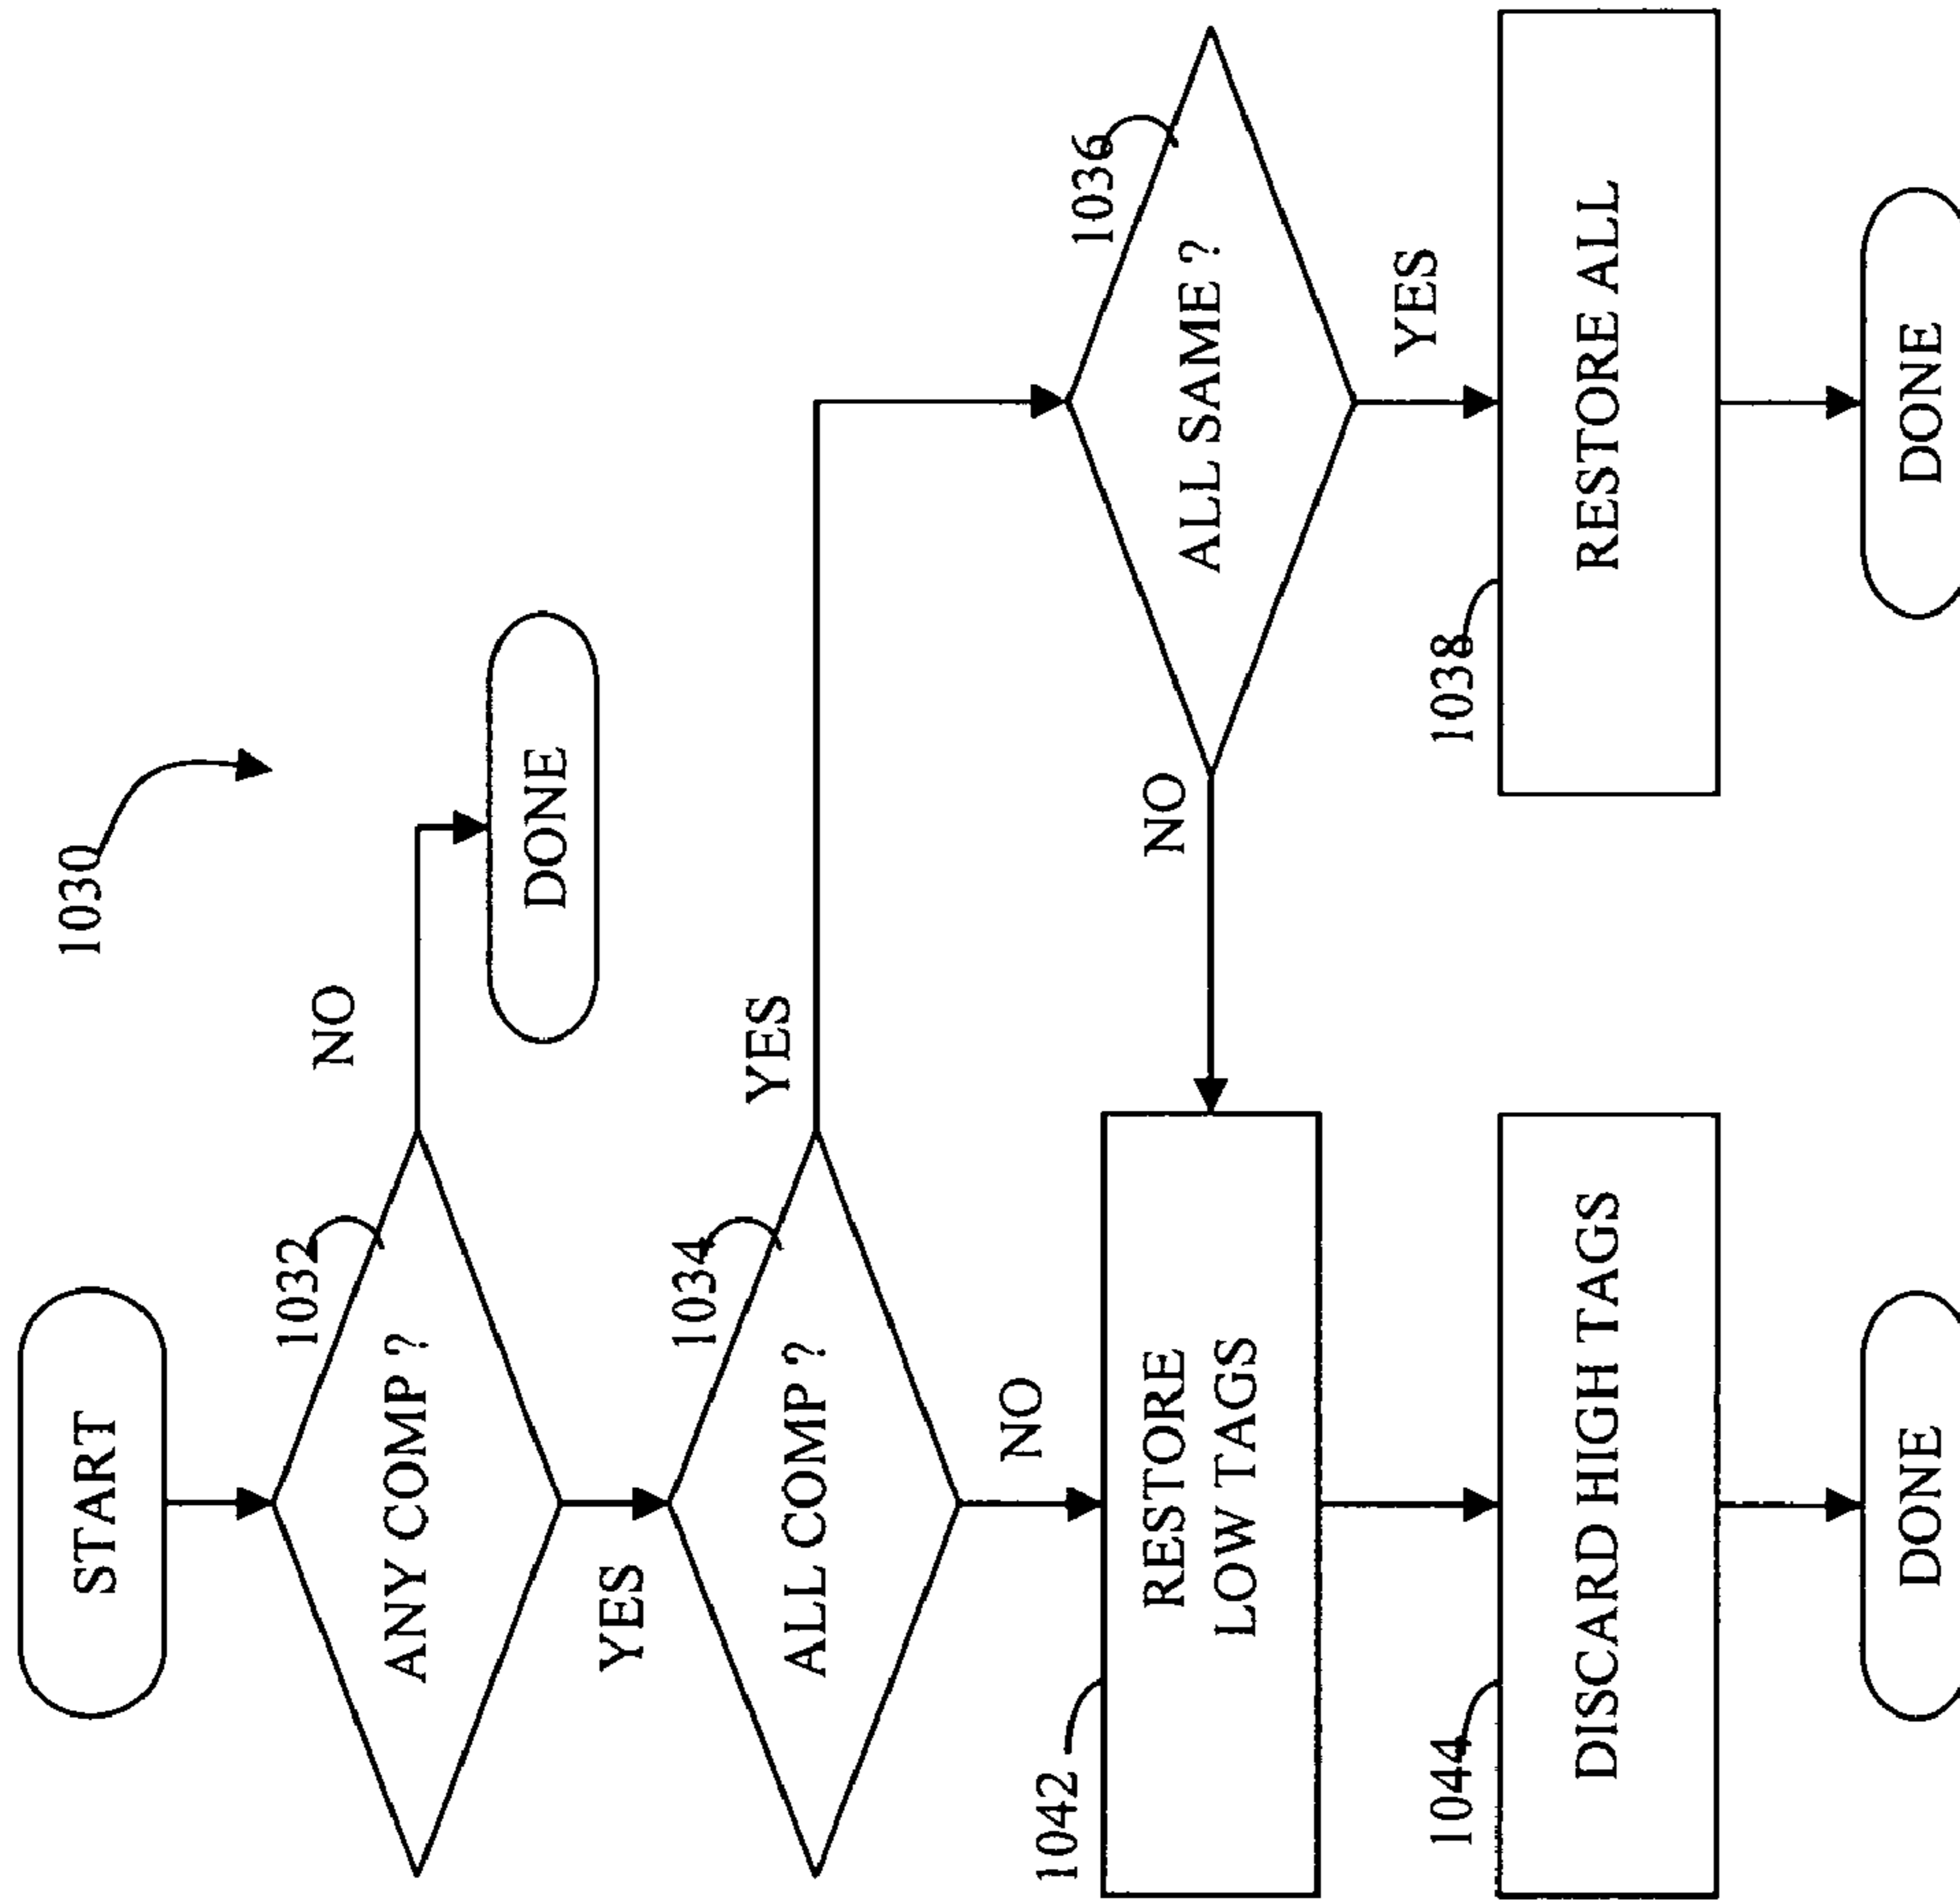 1030
START
1032
ANY COMP ?
NO
DONE
YES
1034
ALL COMP ?
YES
NO
1036
ALL SAME ?
NO
YES
1042
RESTORE
LOW TAGS
1038
RESTORE ALL
1044
DISCARD HIGH TAGS
DONE
DONE